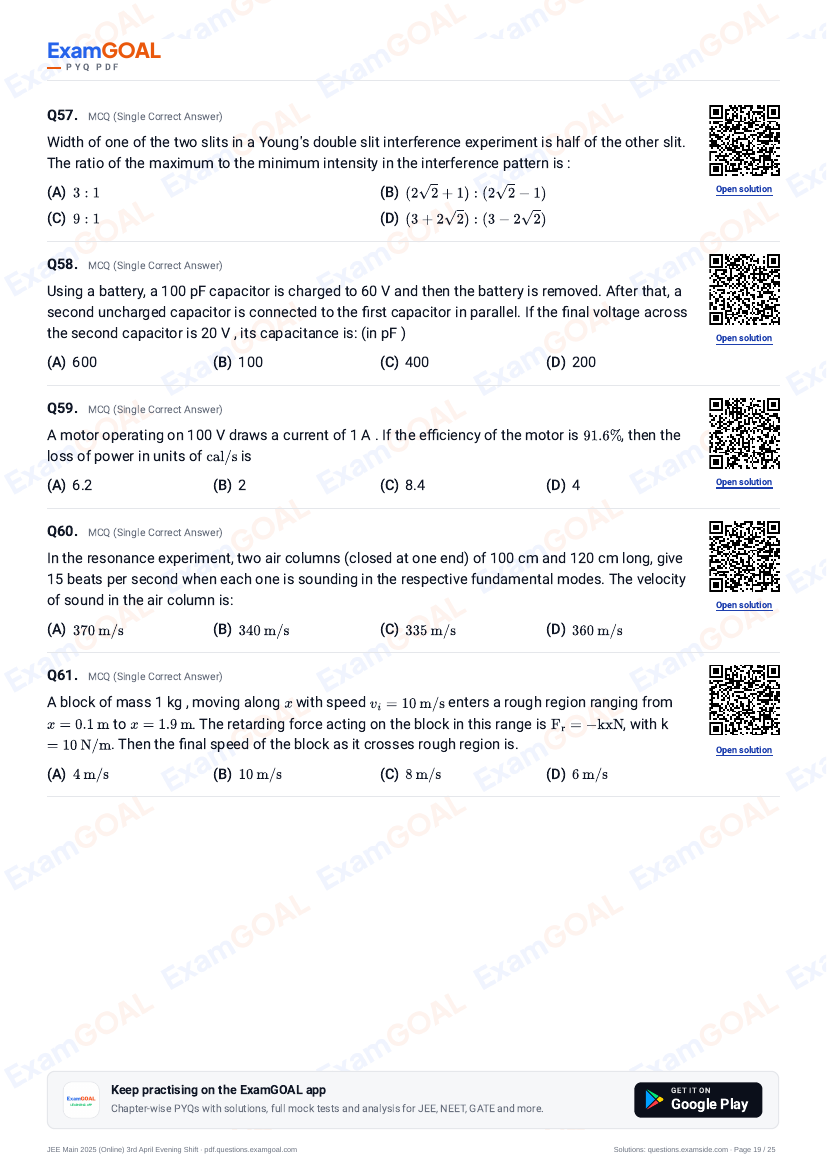 ExamGOAL
PYQ PDF
Q57. MCQ (Single Correct Answer)
Width of one of the two slits in a Young's double slit interference experiment is half of the other slit.
The ratio of the maximum to the minimum intensity in the interference pattern is :
(A) 3 : 1
(B) (2√2 + 1) : (2√2 − 1)
(C) 9 : 1
(D) (3 + 2√2) : (3 − 2√2)
Open solution
Q58. MCQ (Single Correct Answer)
Using a battery, a 100 pF capacitor is charged to 60 V and then the battery is removed. After that, a
second uncharged capacitor is connected to the first capacitor in parallel. If the final voltage across
the second capacitor is 20 V , its capacitance is: (in pF )
(A) 600 (B) 100 (C) 400 (D) 200
Open solution
Q59. MCQ (Single Correct Answer)
A motor operating on 100 V draws a current of 1 A . If the efficiency of the motor is 91.6%, then the
loss of power in units of cal/s is
(A) 6.2 (B) 2 (C) 8.4 (D) 4
Open solution
Q60. MCQ (Single Correct Answer)
In the resonance experiment, two air columns (closed at one end) of 100 cm and 120 cm long, give
15 beats per second when each one is sounding in the respective fundamental modes. The velocity
of sound in the air column is:
(A) 370 m/s (B) 340 m/s (C) 335 m/s (D) 360 m/s
Open solution
Q61. MCQ (Single Correct Answer)
A block of mass 1 kg , moving along x with speed vᵢ = 10 m/s enters a rough region ranging from
x = 0.1 m to x = 1.9 m. The retarding force acting on the block in this range is Fᵣ = −kxN, with k
= 10 N/m. Then the final speed of the block as it crosses rough region is.
(A) 4 m/s (B) 10 m/s (C) 8 m/s (D) 6 m/s
Open solution
Keep practising on the ExamGOAL app
Chapter-wise PYQs with solutions, full mock tests and analysis for JEE, NEET, GATE and more.
ExamGOAL
GET IT ON
Google Play
JEE Main 2025 (Online) 3rd April Evening Shift · pdf.questions.examgoal.com
Solutions: questions.examside.com · Page 19 / 25